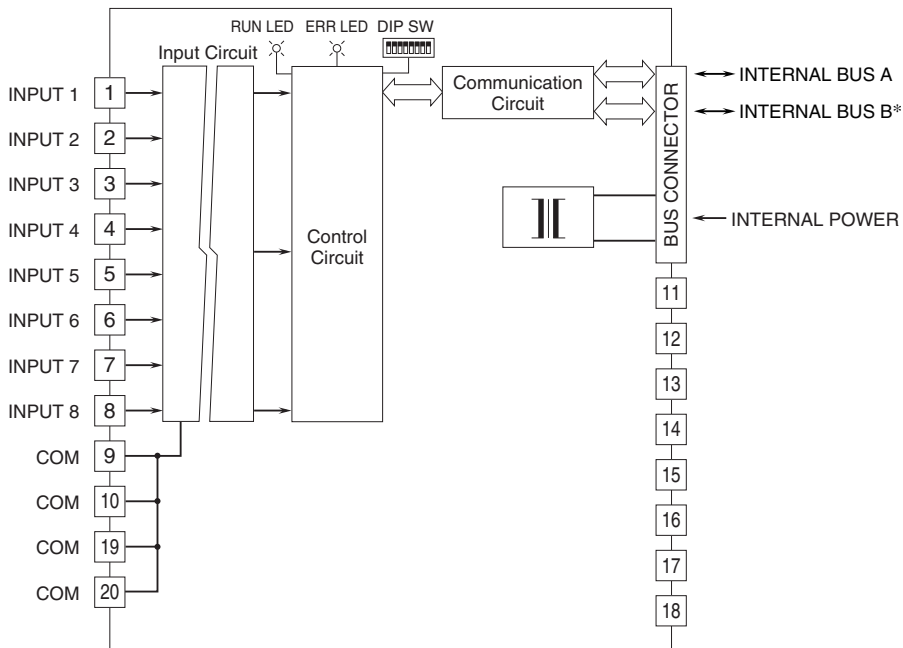 RUN LED
ERR LED
DIP SW
Input Circuit
INPUT 1
1
INPUT 2
2
INPUT 3
3
INPUT 4
4
INPUT 5
5
INPUT 6
6
INPUT 7
7
INPUT 8
8
COM
9
COM
10
COM
19
COM
20
Control
Circuit
Communication
Circuit
BUS CONNECTOR
INTERNAL BUS A
INTERNAL BUS B*
INTERNAL POWER
11
12
13
14
15
16
17
18